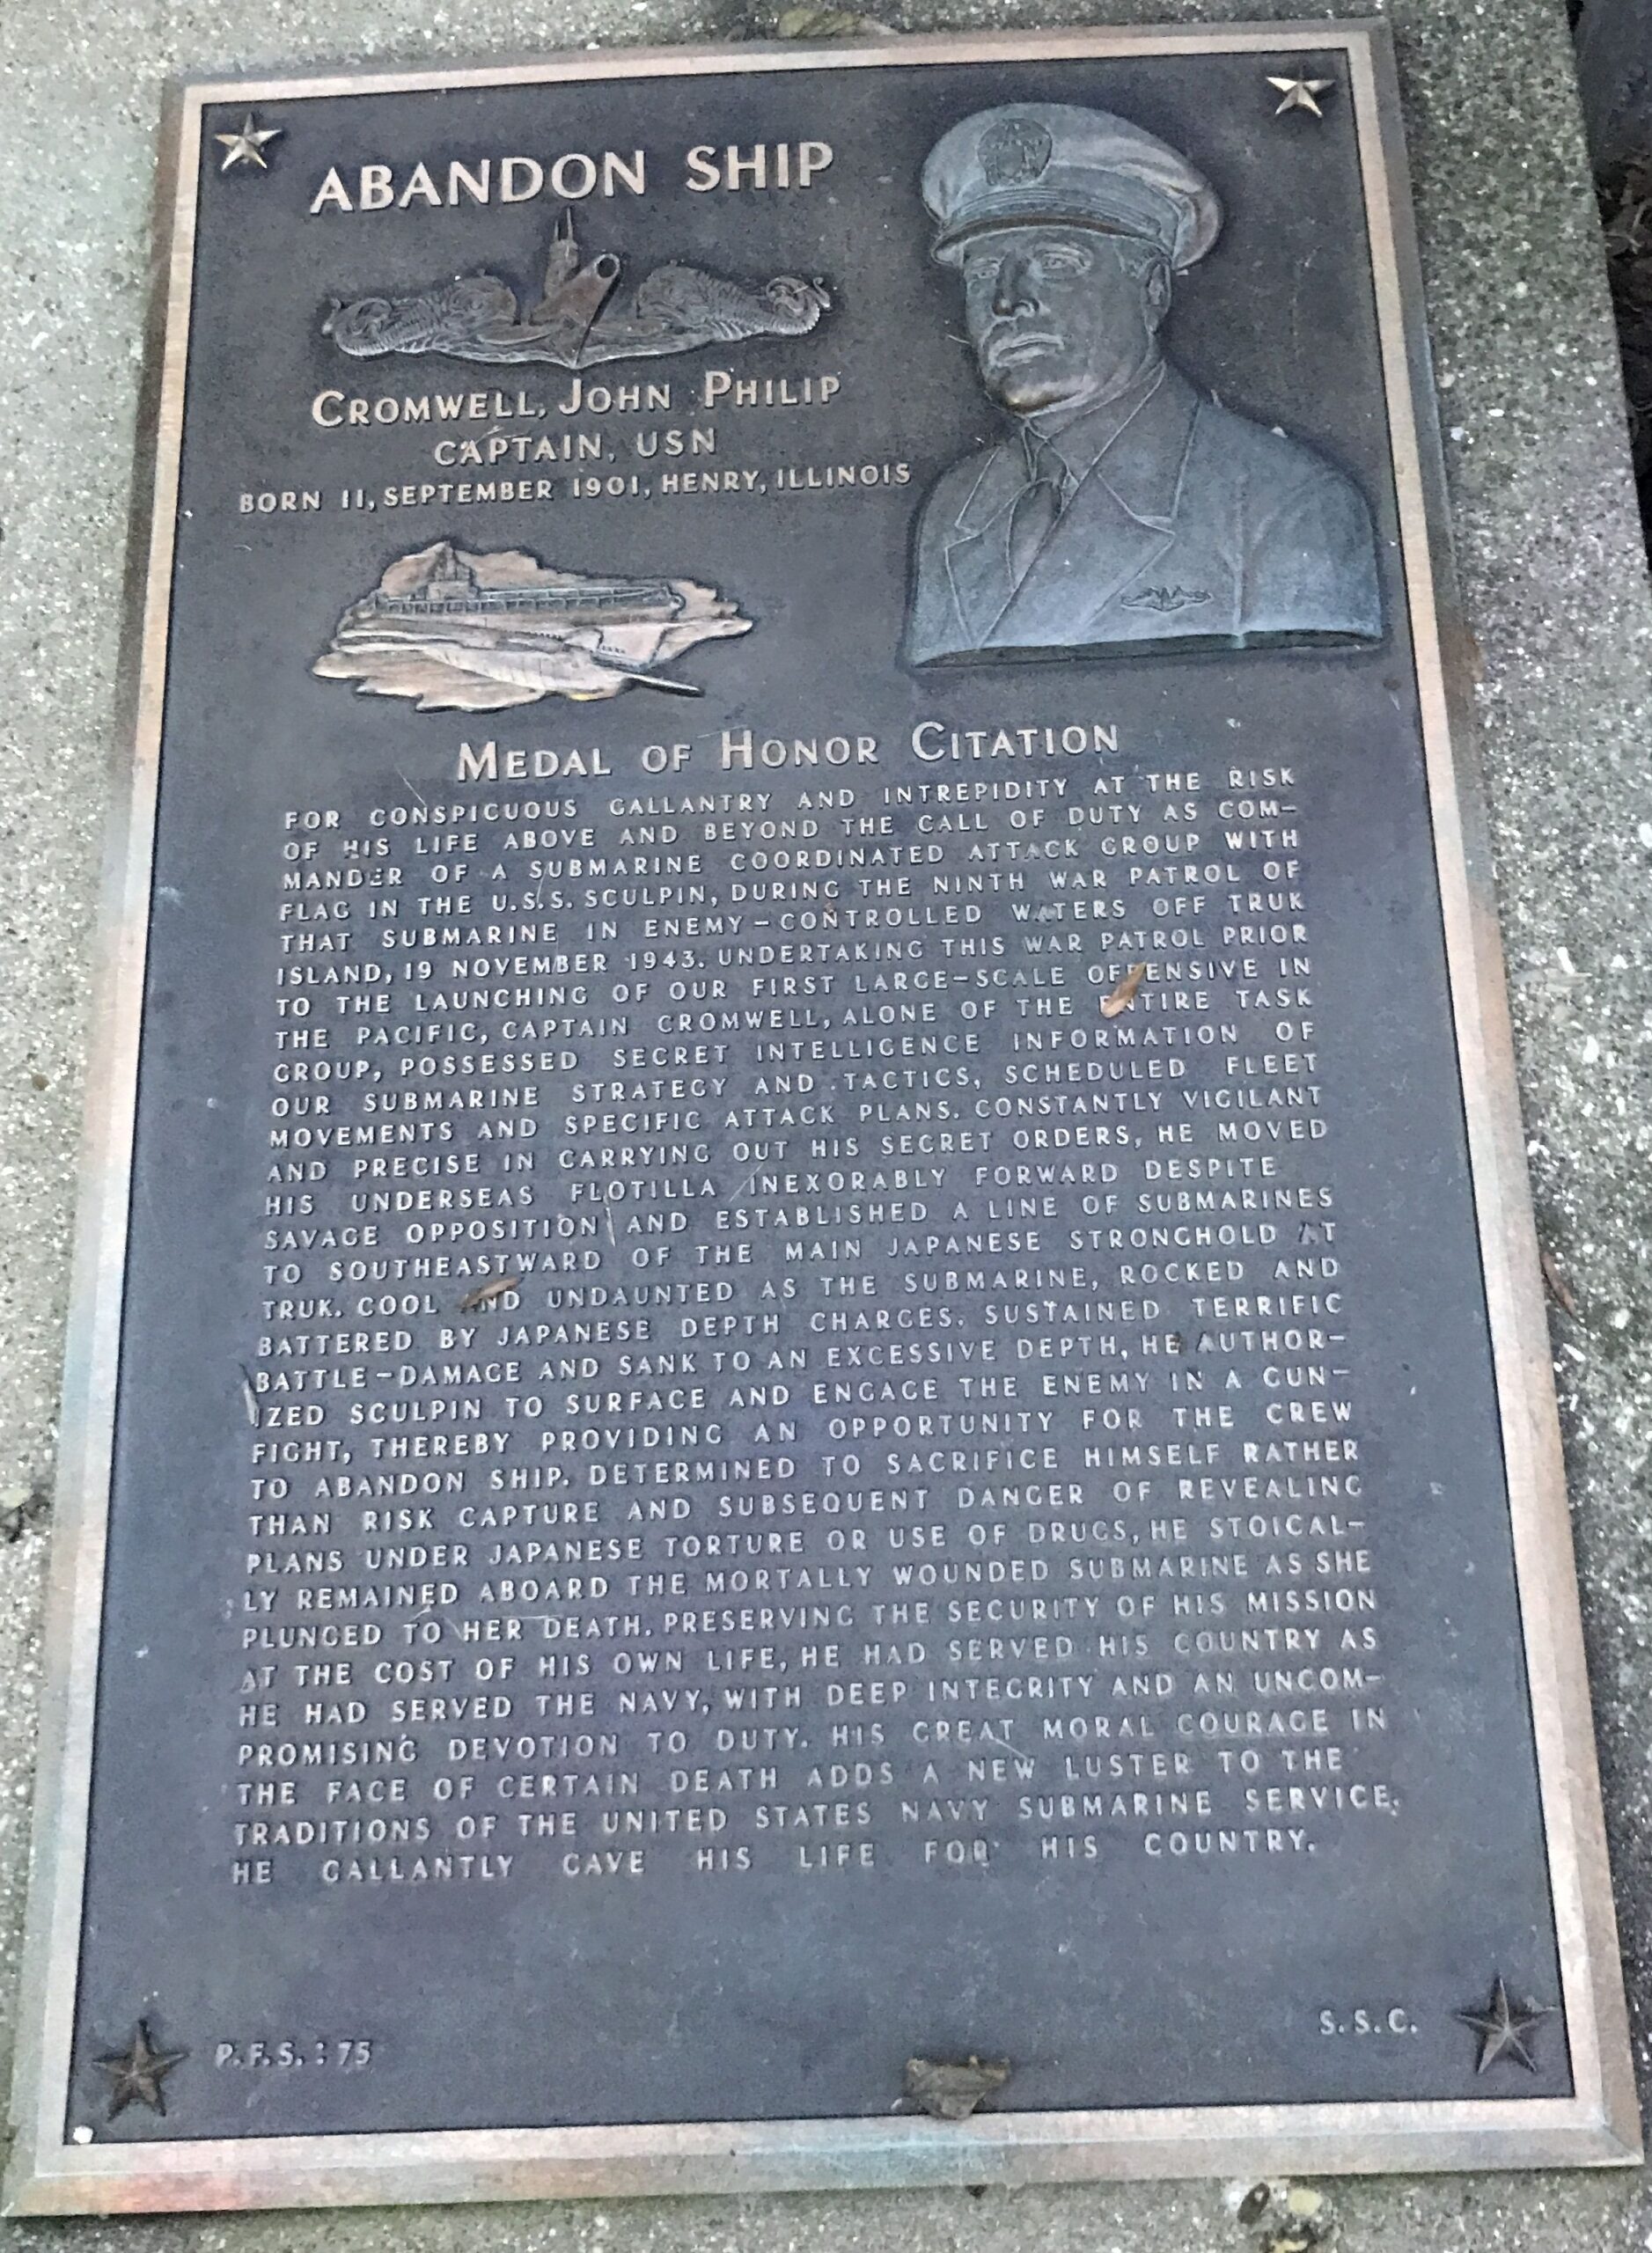 ABANDON SHIP
CROMWELL, JOHN PHILIP
CAPTAIN, USN
BORN 11, SEPTEMBER 1901, HENRY, ILLINOIS
MEDAL OF HONOR CITATION
FOR CONSPICUOUS GALLANTRY AND INTREPIDITY AT THE RISK
OF HIS LIFE ABOVE AND BEYOND THE CALL OF DUTY AS COM-
MANDER OF A SUBMARINE COORDINATED ATTACK GROUP WITH
FLAG IN THE U.S.S. SCULPIN, DURING THE NINTH WAR PATROL OF
THAT SUBMARINE IN ENEMY-CONTROLLED WATERS OFF TRUK
ISLAND, 19 NOVEMBER 1943. UNDERTAKING THIS WAR PATROL PRIOR
TO THE LAUNCHING OF OUR FIRST LARGE-SCALE OFFENSIVE IN
THE PACIFIC, CAPTAIN CROMWELL, ALONE OF THE ENTIRE TASK
GROUP, POSSESSED SECRET INTELLIGENCE INFORMATION OF
OUR SUBMARINE STRATEGY AND TACTICS, SCHEDULED FLEET
MOVEMENTS AND SPECIFIC ATTACK PLANS. CONSTANTLY VIGILANT
AND PRECISE IN CARRYING OUT HIS SECRET ORDERS, HE MOVED
HIS UNDERSEAS FLOTILLA INEXORABLY FORWARD DESPITE
SAVAGE OPPOSITION AND ESTABLISHED A LINE OF SUBMARINES
TO SOUTHEASTWARD OF THE MAIN JAPANESE STRONGHOLD AT
TRUK. COOL AND UNDAUNTED AS THE SUBMARINE, ROCKED AND
BATTERED BY JAPANESE DEPTH CHARGES, SUSTAINED TERRIFIC
BATTLE-DAMAGE AND SANK TO AN EXCESSIVE DEPTH, HE AUTHOR-
IZED SCULPIN TO SURFACE AND ENGAGE THE ENEMY IN A GUN-
FIGHT, THEREBY PROVIDING AN OPPORTUNITY FOR THE CREW
TO ABANDON SHIP. DETERMINED TO SACRIFICE HIMSELF RATHER
THAN RISK CAPTURE AND SUBSEQUENT DANGER OF REVEALING
PLANS UNDER JAPANESE TORTURE OR USE OF DRUGS, HE STOICAL-
LY REMAINED ABOARD THE MORTALLY WOUNDED SUBMARINE AS SHE
PLUNGED TO HER DEATH. PRESERVING THE SECURITY OF HIS MISSION
AT THE COST OF HIS OWN LIFE, HE HAD SERVED HIS COUNTRY AS
HE HAD SERVED THE NAVY, WITH DEEP INTEGRITY AND AN UNCOM-
PROMISING DEVOTION TO DUTY. HIS GREAT MORAL COURAGE IN
THE FACE OF CERTAIN DEATH ADDS A NEW LUSTER TO THE
TRADITIONS OF THE UNITED STATES NAVY SUBMARINE SERVICE.
HE GALLANTLY GAVE HIS LIFE FOR HIS COUNTRY.
S.S.C.
P.F.S.:75